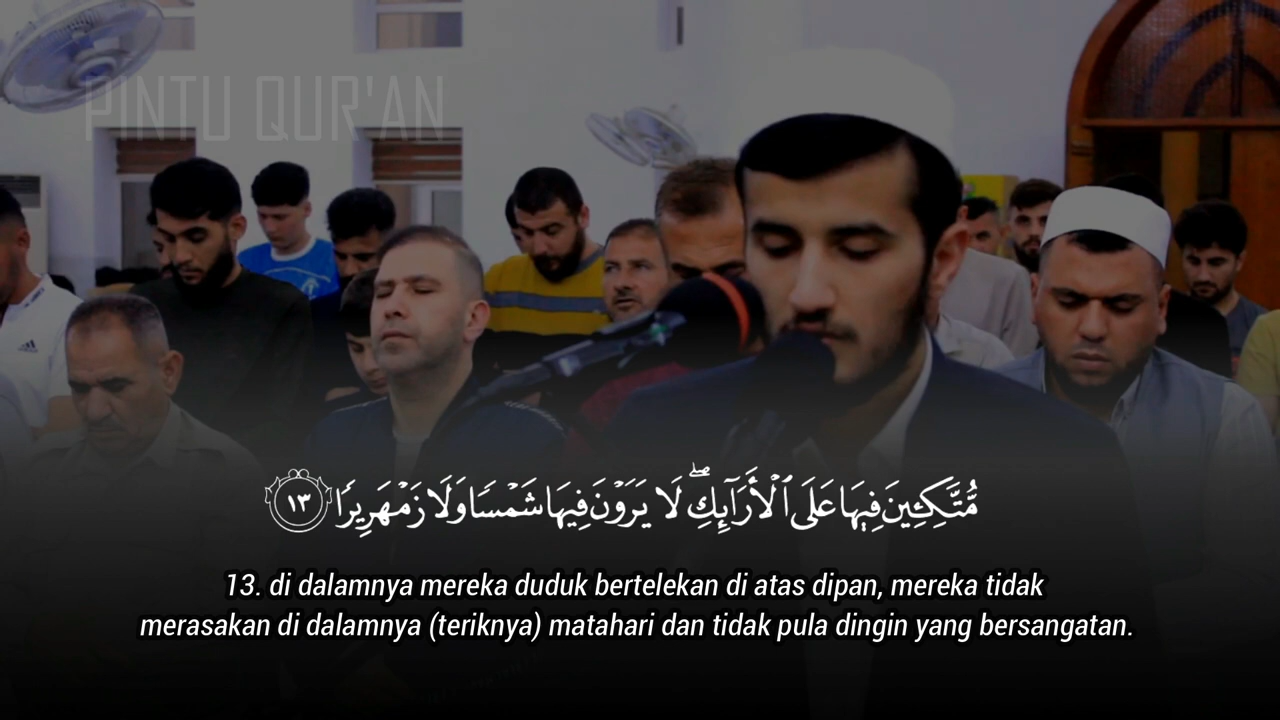 PINTU QUR'AN
مُّتَّكِـِٔينَ فِيهَا عَلَى ٱلْأَرَآئِكِ ۖ لَا يَرَوْنَ فِيهَا شَمْسًا وَلَا زَمْهَرِيرًا ١٣
13. di dalamnya mereka duduk bertelekan di atas dipan, mereka tidak
merasakan di dalamnya (teriknya) matahari dan tidak pula dingin yang bersangatan.